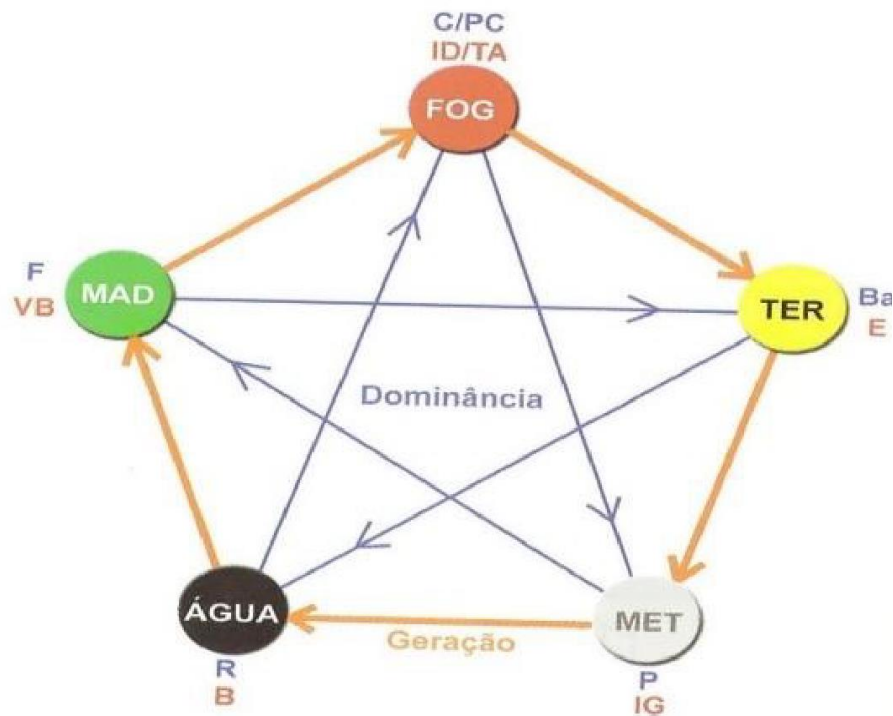 C/PC
ID/TA
FOG
F
VB
MAD
TER
Ba
E
Dominância
ÁGUA
R
B
Geração
MET
P
IG